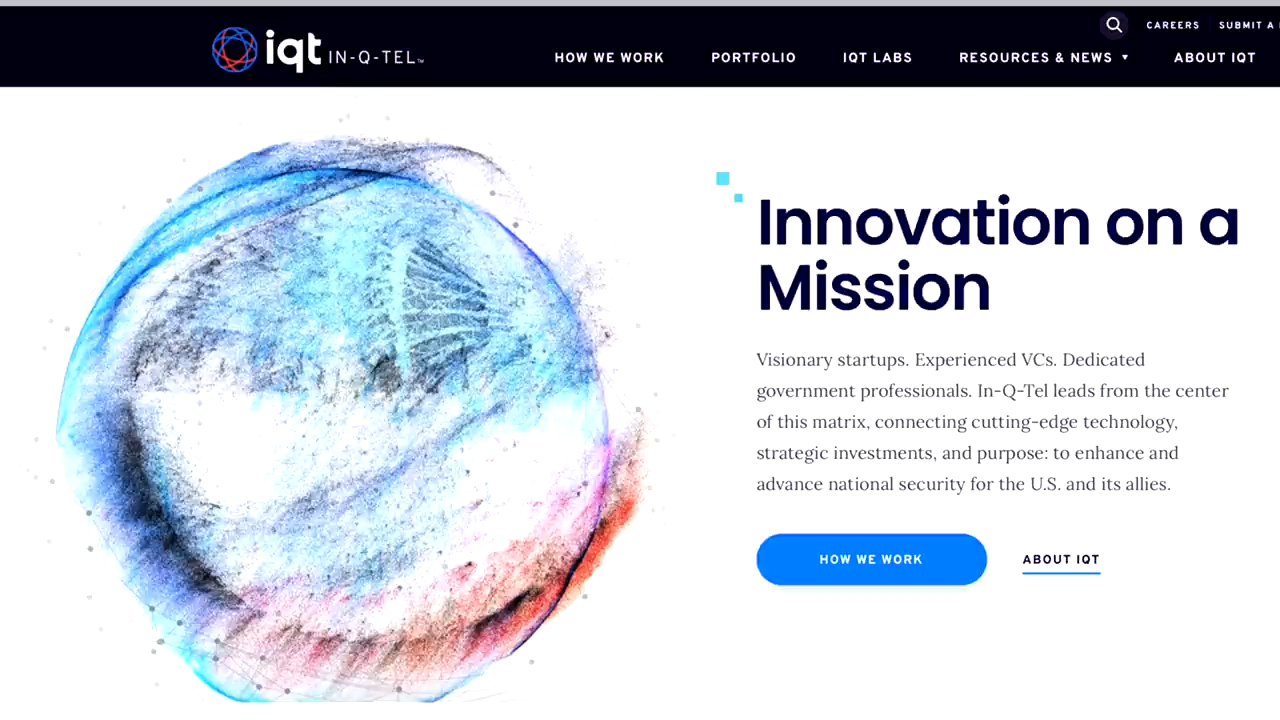 CAREERS SUBMIT A
iqt IN-Q-TEL™
HOW WE WORK PORTFOLIO IQT LABS RESOURCES & NEWS ▼ ABOUT IQT
Innovation on a
Mission
Visionary startups. Experienced VCs. Dedicated
government professionals. In-Q-Tel leads from the center
of this matrix, connecting cutting-edge technology,
strategic investments, and purpose: to enhance and
advance national security for the U.S. and its allies.
HOW WE WORK ABOUT IQT